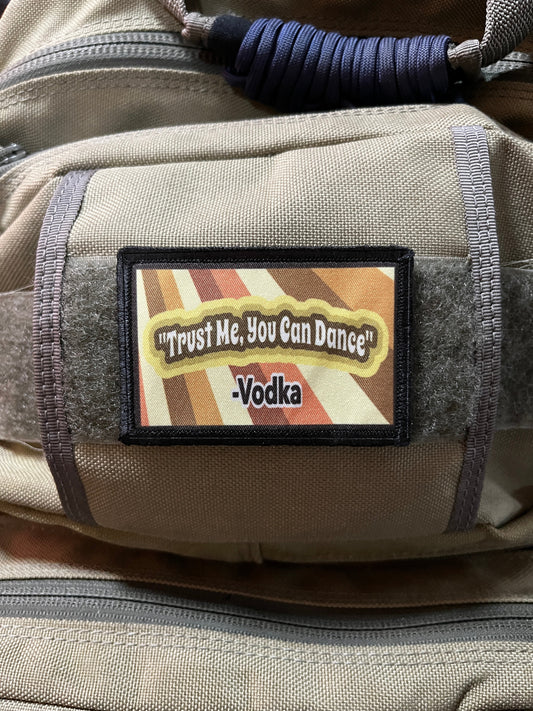 "Trust Me, You Can Dance"
-Vodka